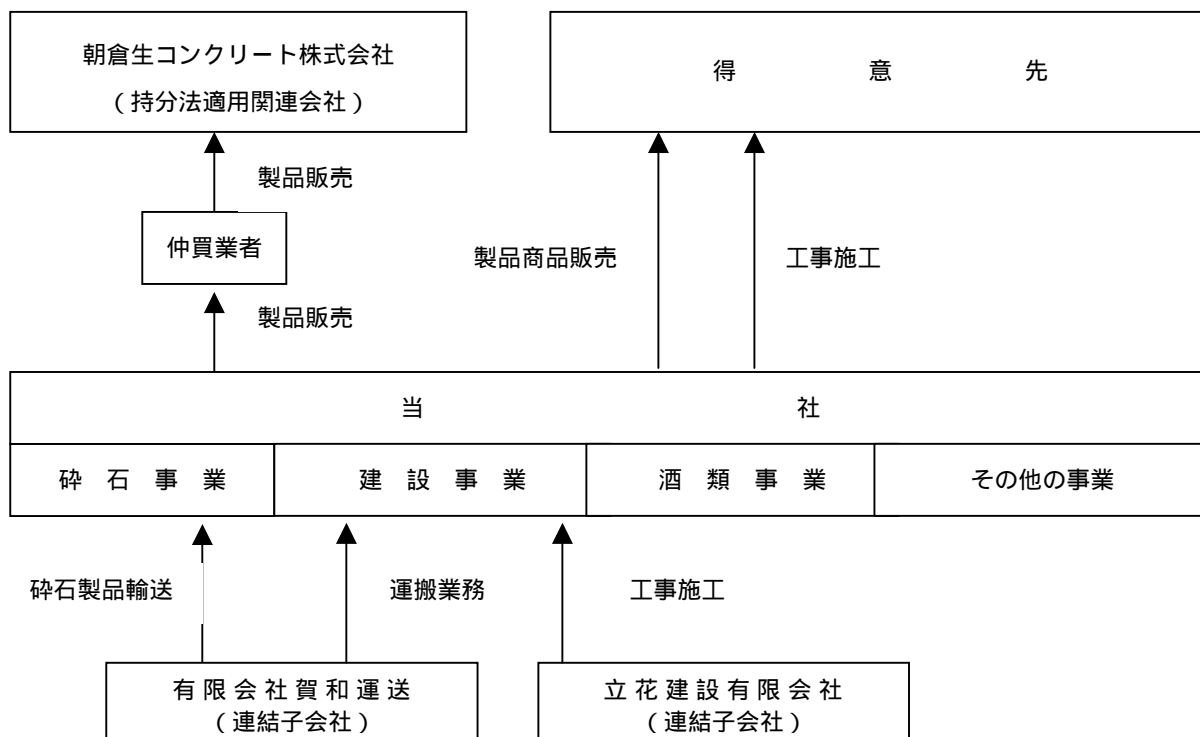 朝倉生コンクリート株式会社
（持分法適用関連会社）
得意先
製品販売
仲買業者
製品商品販売
工事施工
製品販売
当社
砕石事業
建設事業
酒類事業
その他の事業
砕石製品輸送
運搬業務
工事施工
有限会社賀和運送
（連結子会社）
立花建設有限会社
（連結子会社）